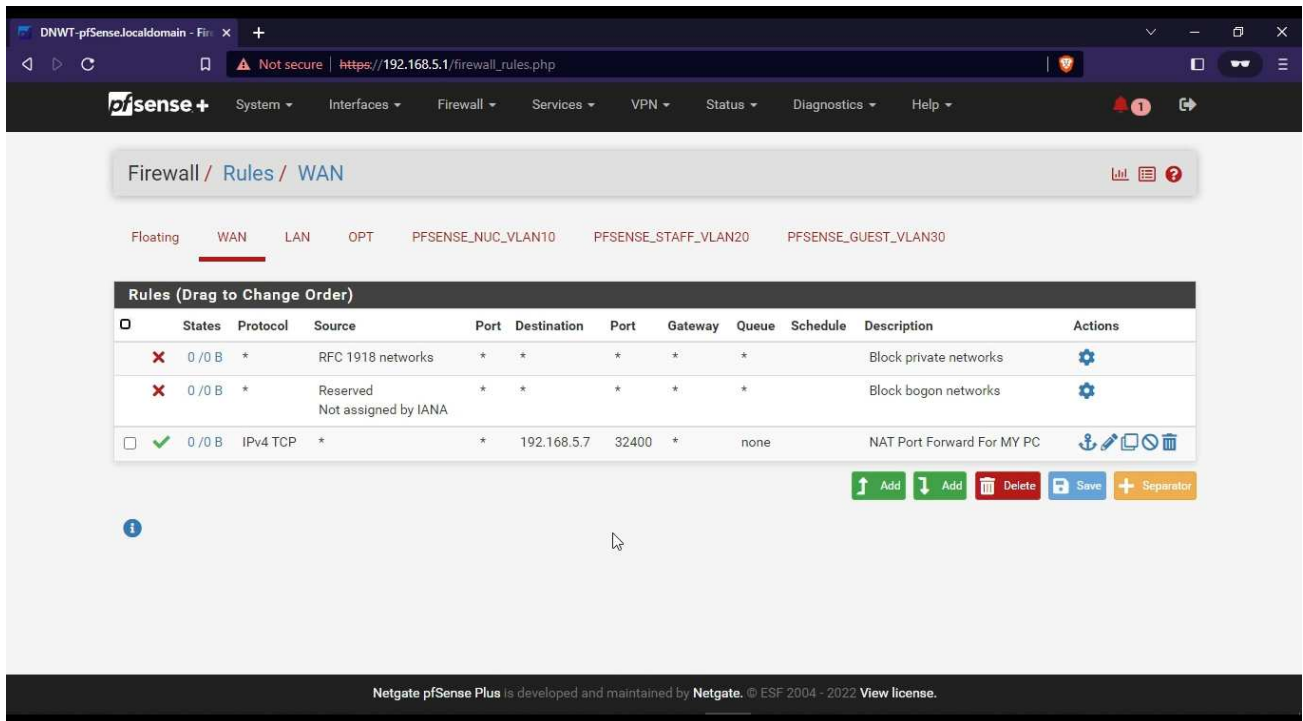 DNWT-pfSense.localdomain - Fir
Not secure | https://192.168.5.1/firewall_rules.php
pfsense + System Interfaces Firewall Services VPN Status Diagnostics Help 1
Firewall / Rules / WAN
Floating WAN LAN OPT PFSENSE_NUC_VLAN10 PFSENSE_STAFF_VLAN20 PFSENSE_GUEST_VLAN30
Rules (Drag to Change Order)
States Protocol Source Port Destination Port Gateway Queue Schedule Description Actions
0 /0 B * RFC 1918 networks * * * * * Block private networks
0 /0 B * Reserved * * * * * Block bogon networks
Not assigned by IANA
0 /0 B IPv4 TCP * * 192.168.5.7 32400 * none NAT Port Forward For MY PC
Add Add Delete Save Separator
Netgate pfSense Plus is developed and maintained by Netgate. © ESF 2004 - 2022 View license.